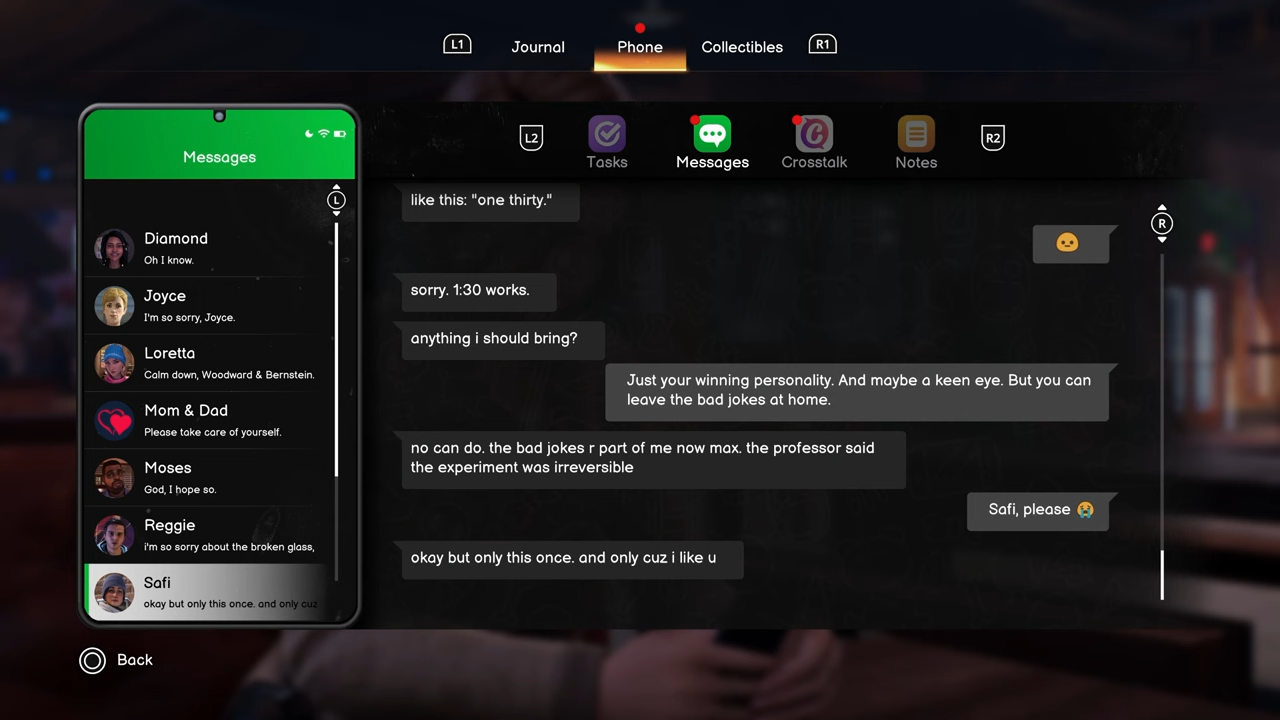 L1
Journal
Phone
Collectibles
R1
Messages
L
Diamond
Oh I know.
Joyce
I'm so sorry, Joyce.
Loretta
Calm down, Woodward & Bernstein.
Mom & Dad
Please take care of yourself.
Moses
God, I hope so.
Reggie
i'm so sorry about the broken glass,
Safi
okay but only this once. and only cuz
L2
Tasks
Messages
Crosstalk
Notes
R2
R
like this: "one thirty."
😐
sorry. 1:30 works.
anything i should bring?
Just your winning personality. And maybe a keen eye. But you can
leave the bad jokes at home.
no can do. the bad jokes r part of me now max. the professor said
the experiment was irreversible
Safi, please 😭
okay but only this once. and only cuz i like u
Back